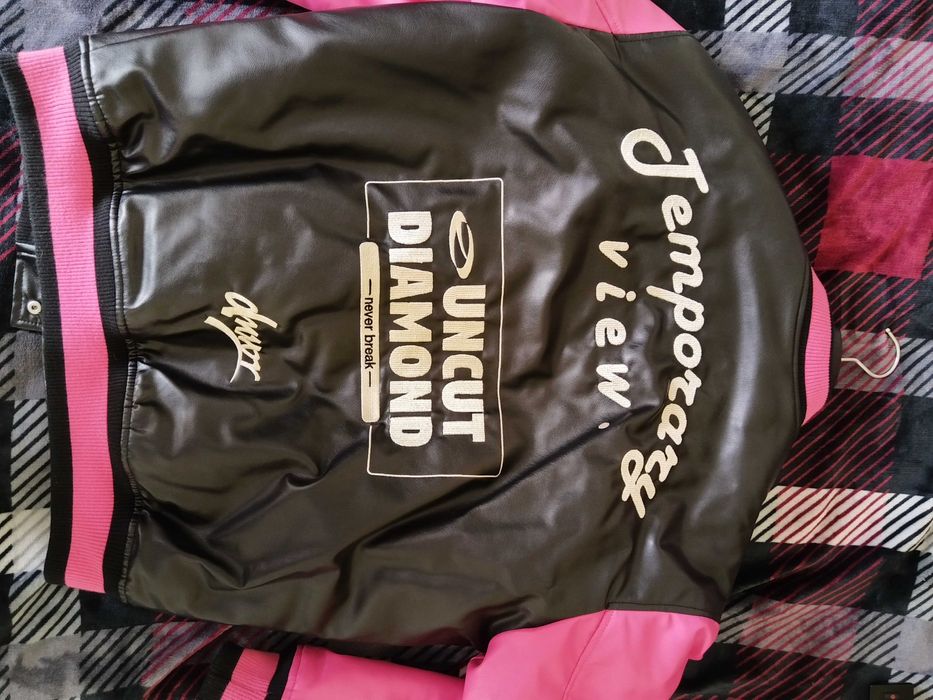 Temporary
view.
UNCUT
DIAMOND
never break